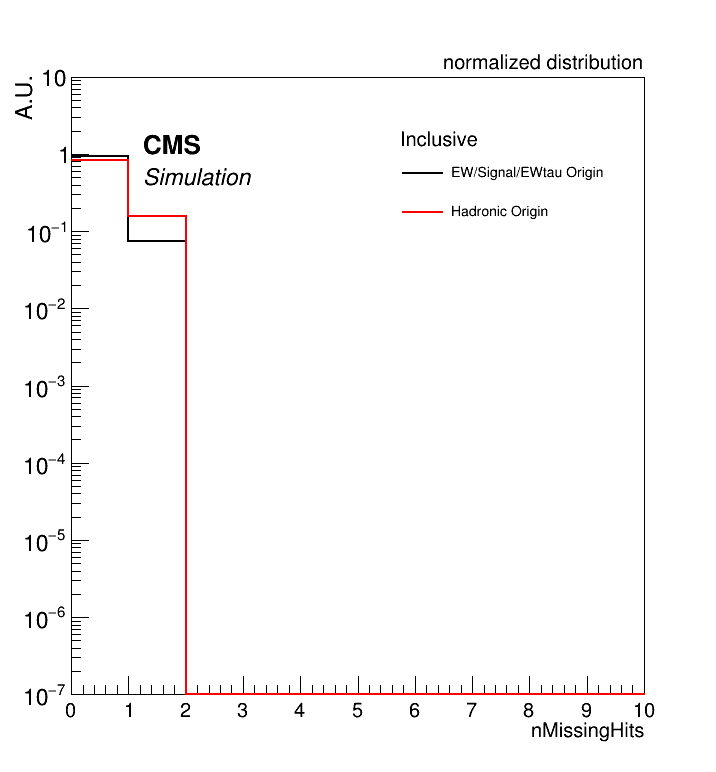 normalized distribution
A.U.
10
CMS
Simulation
Inclusive
EW/Signal/EWtau Origin
Hadronic Origin
1
10⁻¹
10⁻²
10⁻³
10⁻⁴
10⁻⁵
10⁻⁶
10⁻⁷
0 1 2 3 4 5 6 7 8 9 10
nMissingHits